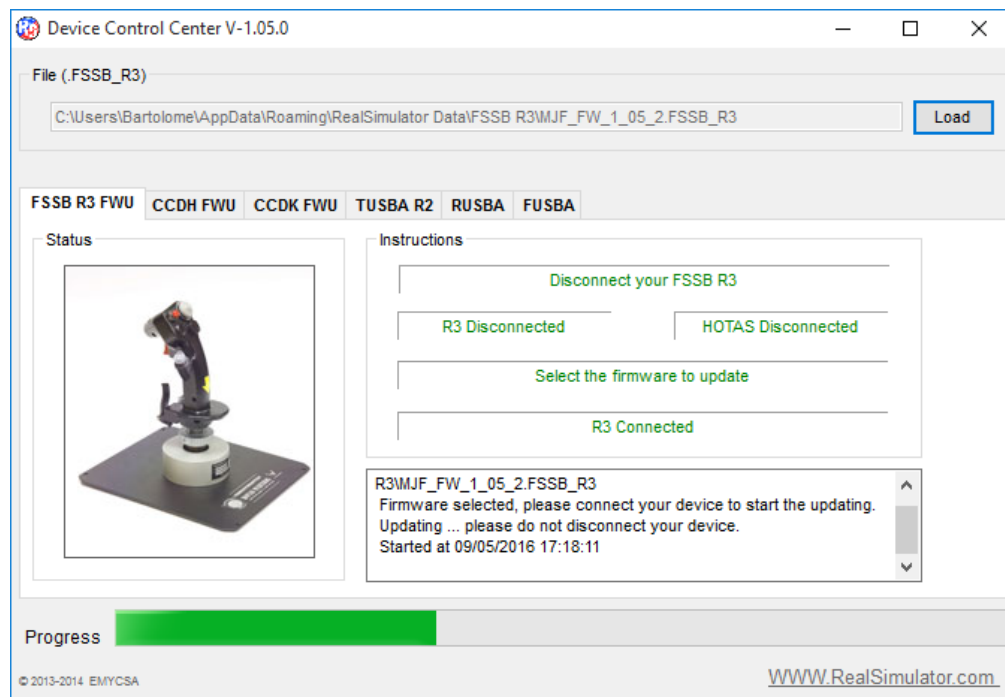 Device Control Center V-1.05.0
File (.FSSB_R3)
C:\Users\Bartolome\AppData\Roaming\RealSimulator Data\FSSB R3\MJF_FW_1_05_2.FSSB_R3
Load
FSSB R3 FWU CCDH FWU CCDK FWU TUSBA R2 RUSBA FUSBA
Status
Instructions
Disconnect your FSSB R3
R3 Disconnected
HOTAS Disconnected
Select the firmware to update
R3 Connected
R3\MJF_FW_1_05_2.FSSB_R3
Firmware selected, please connect your device to start the updating.
Updating ... please do not disconnect your device.
Started at 09/05/2016 17:18:11
Progress
© 2013-2014 EMYCSA
WWW.RealSimulator.com